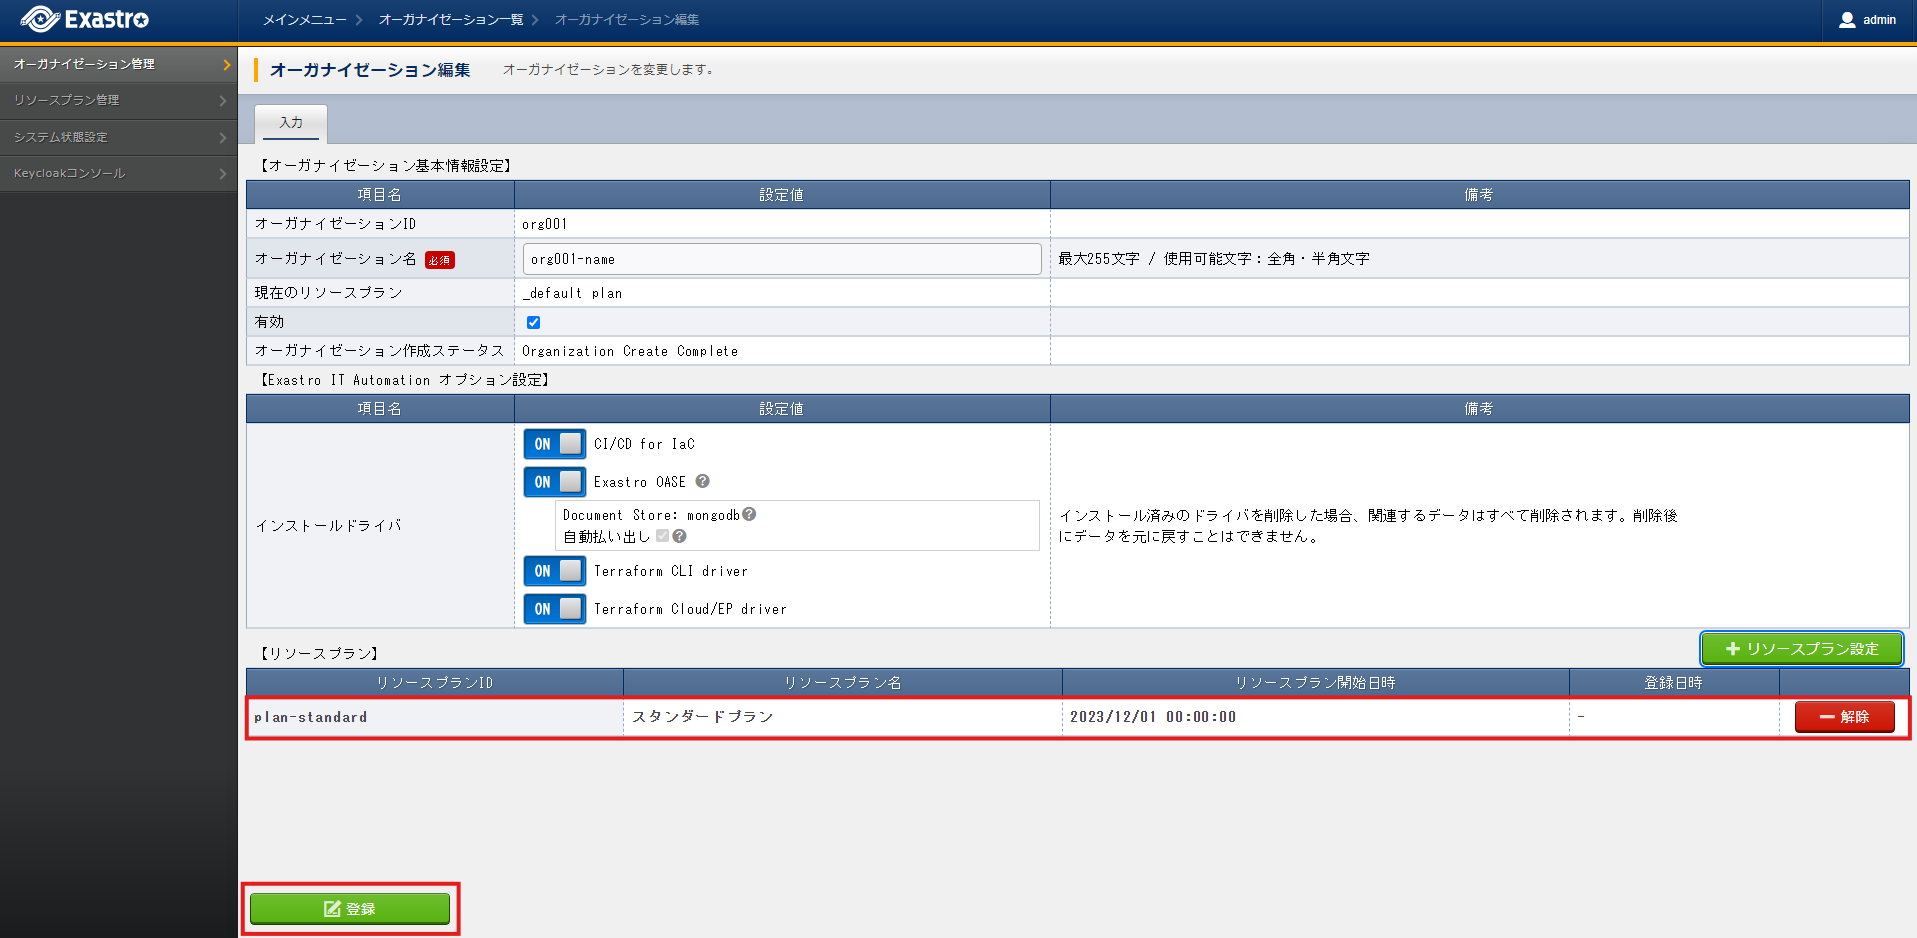 Exastro
メインメニュー
オーガナイゼーション一覧
オーガナイゼーション編集
admin
オーガナイゼーション管理
リソースプラン管理
システム状態設定
Keycloakコンソール
オーガナイゼーション編集
オーガナイゼーションを変更します。
入力
【オーガナイゼーション基本情報設定】
項目名 設定値 備考
オーガナイゼーションID org001
オーガナイゼーション名 必須 org001-name 最大255文字 / 使用可能文字：全角・半角文字
現在のリソースプラン _default plan
有効
オーガナイゼーション作成ステータス Organization Create Complete
【Exastro IT Automation オプション設定】
項目名 設定値 備考
インストールドライバ
ON CI/CD for IaC
ON Exastro OASE ?
Document Store: mongodb ?
自動払い出し ?
ON Terraform CLI driver
ON Terraform Cloud/EP driver
インストール済みのドライバを削除した場合、関連するデータはすべて削除されます。削除後
にデータを元に戻すことはできません。
【リソースプラン】
リソースプラン設定
リソースプランID リソースプラン名 リソースプラン開始日時 登録日時
plan-standard スタンダードプラン 2023/12/01 00:00:00 - 解除
登録